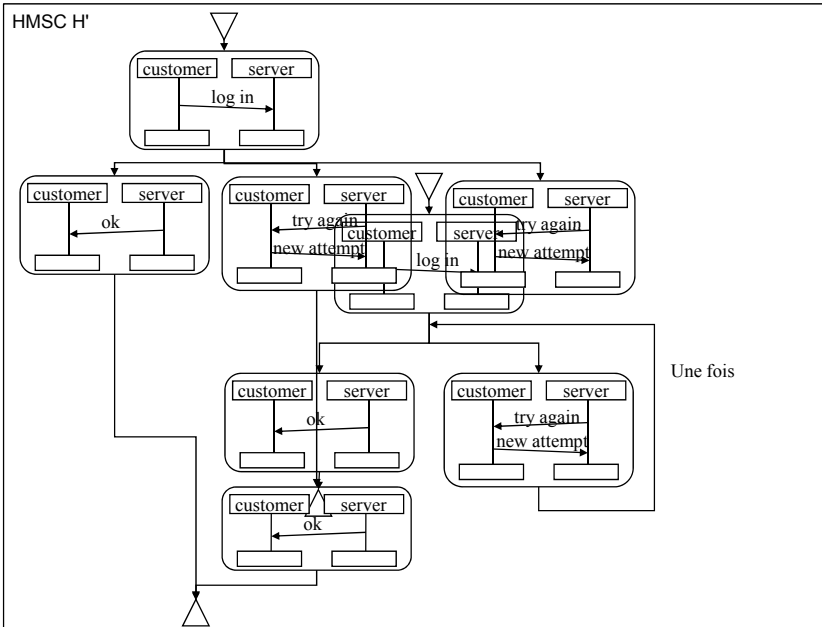 HMSC H'
customer server
log in
customer server
ok
customer server
try again
new attempt
customer server
try again
new attempt
customer server
log in
Une fois
customer server
ok
customer server
try again
new attempt
customer server
ok